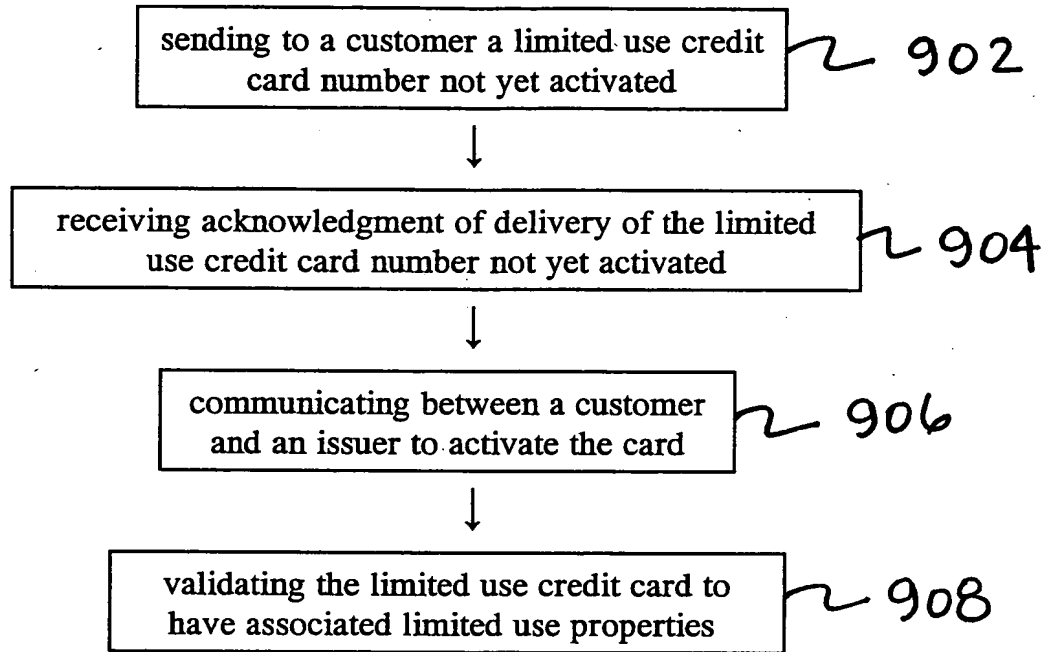 sending to a customer a limited use credit
card number not yet activated
902
↓
receiving acknowledgment of delivery of the limited
use credit card number not yet activated
904
↓
communicating between a customer
and an issuer to activate the card
906
↓
validating the limited use credit card to
have associated limited use properties
908